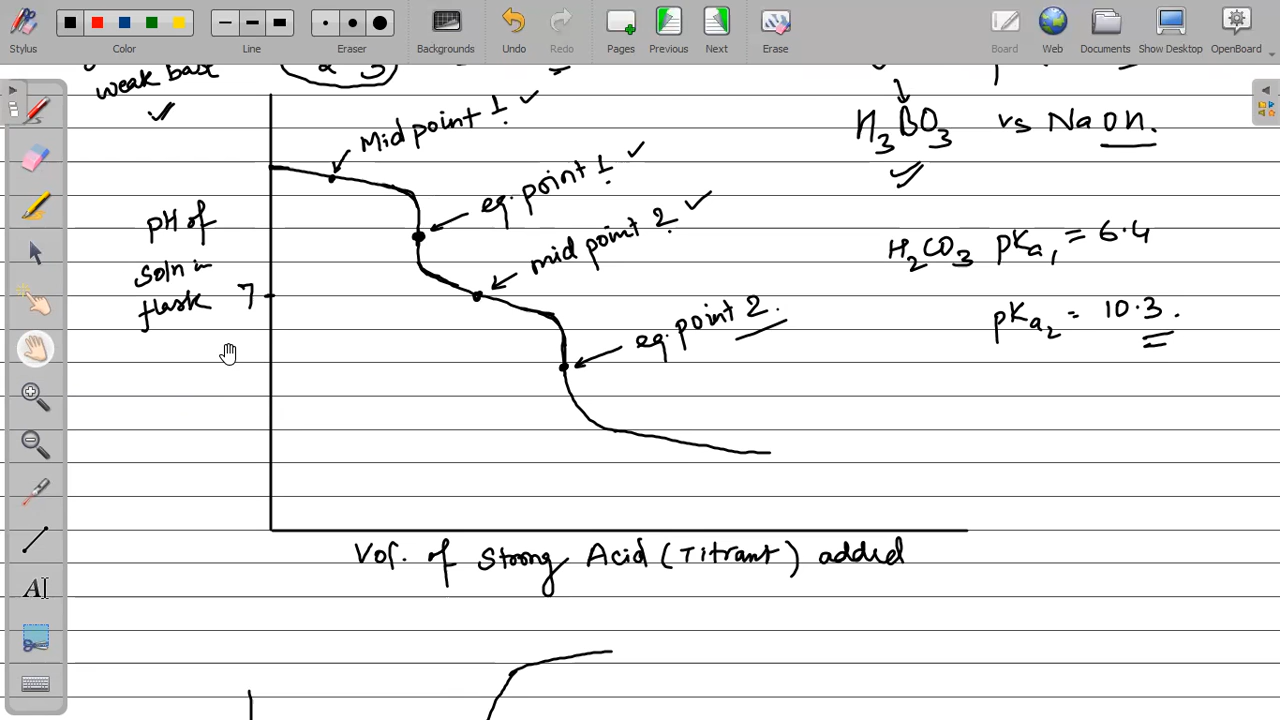 Stylus Color Line Eraser Backgrounds Undo Redo Pages Previous Next Erase Board Web Documents Show Desktop OpenBoard
weak base
H3BO3 vs NaOH.
Mid point 1
eq. point 1
mid point 2
pH of
soln in
flask 7
H2CO3 pKa1 = 6.4
pKa2 = 10.3.
eq. point 2.
Vol. of Strong Acid (Titrant) added